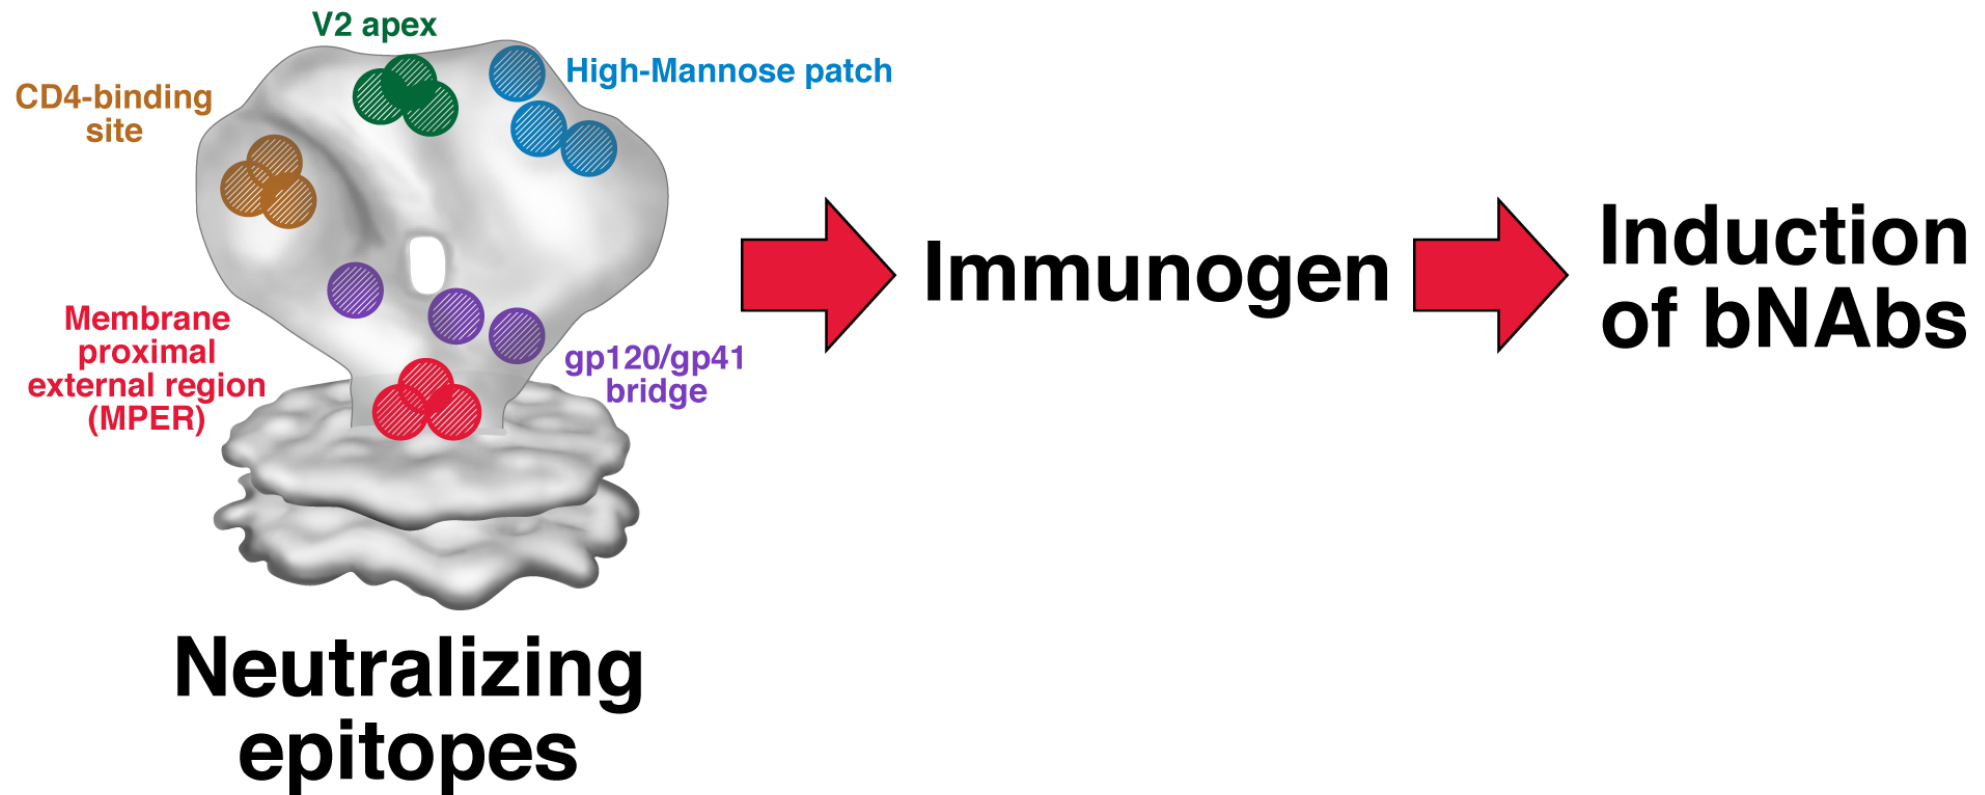 V2 apex
High-Mannose patch
CD4-binding
site
Membrane
proximal
external region
(MPER)
gp120/gp41
bridge
Neutralizing
epitopes
Immunogen
Induction
of bNAbs